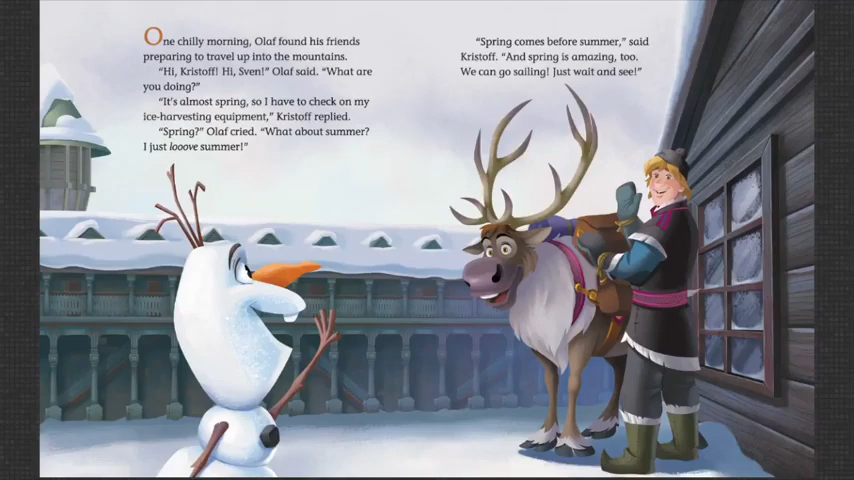 One chilly morning, Olaf found his friends
preparing to travel up into the mountains.
“Hi, Kristoff! Hi, Sven!” Olaf said. “What are
you doing?”
“It's almost spring, so I have to check on my
ice-harvesting equipment,” Kristoff replied.
“Spring?” Olaf cried. “What about summer?
I just looove summer!”
“Spring comes before summer,” said
Kristoff. “And spring is amazing, too.
We can go sailing! Just wait and see!”